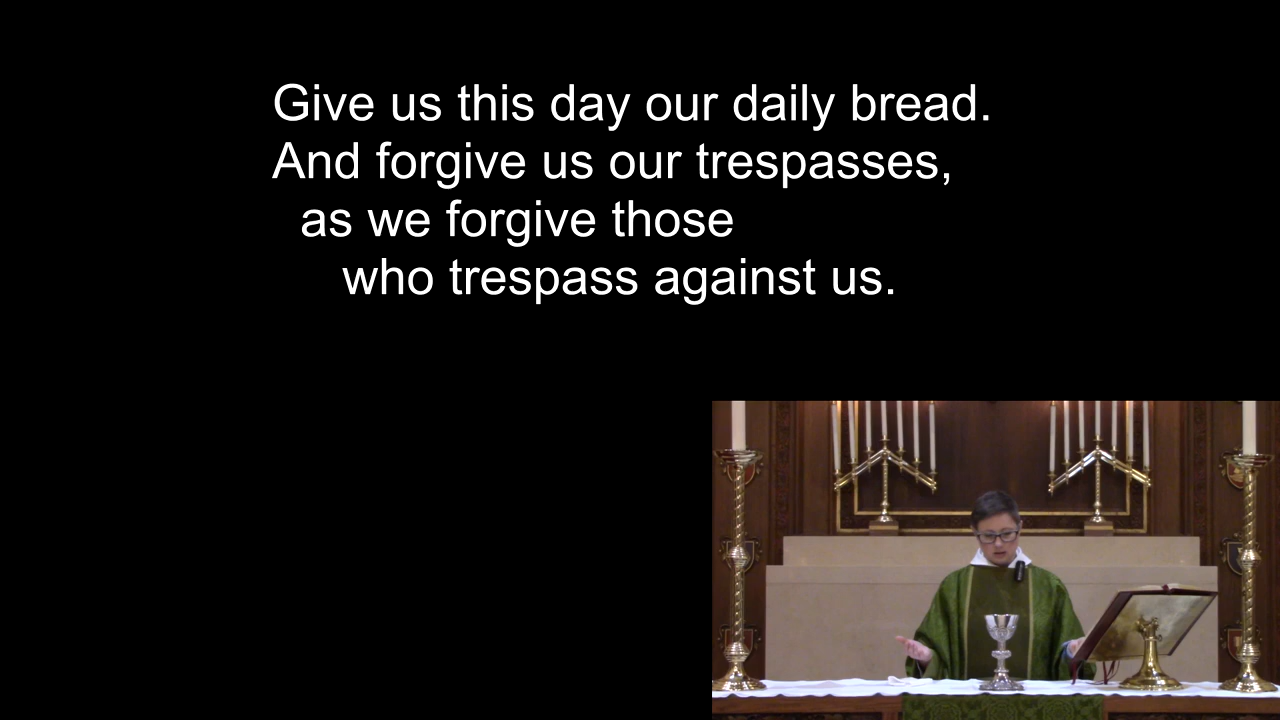 Give us this day our daily bread.
And forgive us our trespasses,
as we forgive those
who trespass against us.